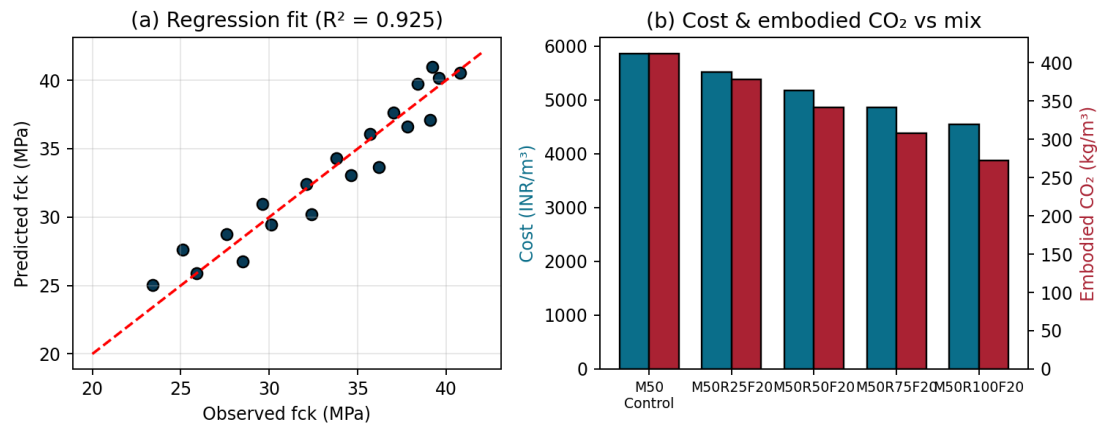 (a) Regression fit (R² = 0.925)
Predicted fck (MPa)
40
35
30
25
20
20 25 30 35 40
Observed fck (MPa)
(b) Cost & embodied CO₂ vs mix
Cost (INR/m³)
6000
5000
4000
3000
2000
1000
0
400
350
300
250
200
150
100
50
0
Embodied CO₂ (kg/m³)
M50 M50R25F20 M50R50F20 M50R75F20 M50R100F20
Control